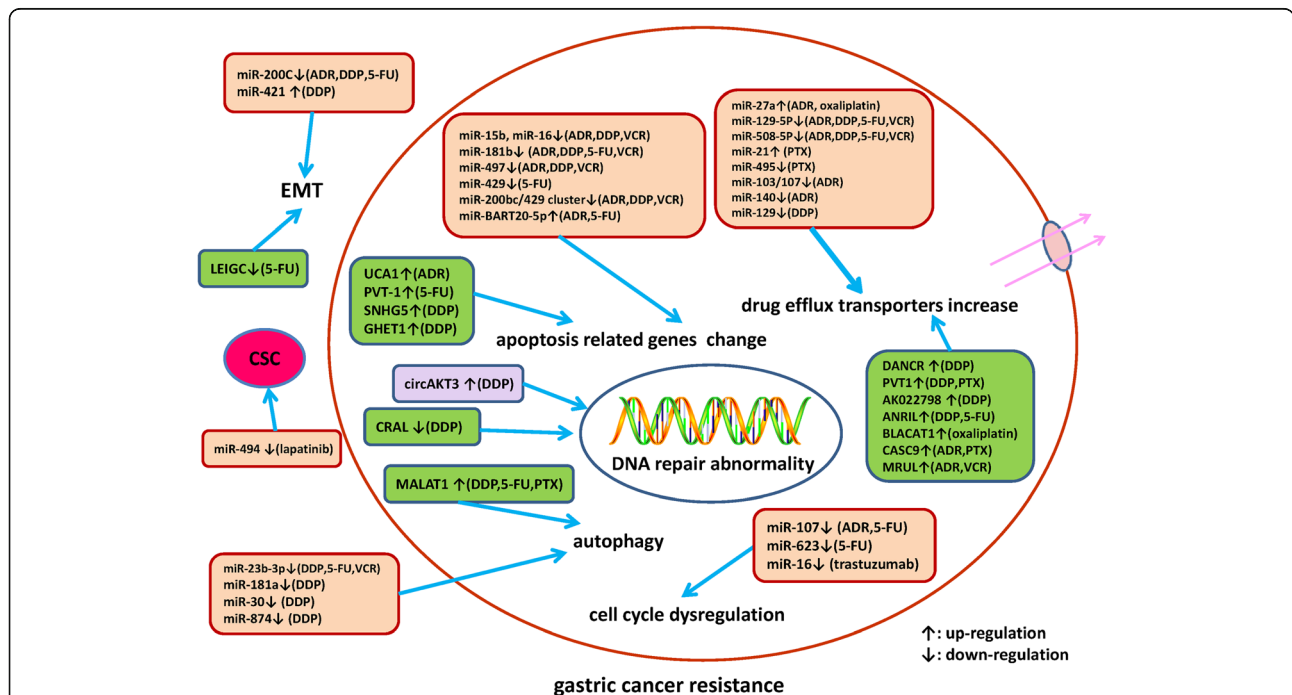 miR-200C↓(ADR,DDP,5-FU)
miR-421 ↑(DDP)
EMT
LEIGC↓(5-FU)
CSC
miR-494 ↓(lapatinib)
miR-15b, miR-16↓(ADR,DDP,VCR)
miR-181b↓ (ADR,DDP,5-FU,VCR)
miR-497↓(ADR,DDP,VCR)
miR-429↓(5-FU)
miR-200bc/429 cluster↓(ADR,DDP,VCR)
miR-BART20-5p↑(ADR,5-FU)
miR-27a↑(ADR, oxaliplatin)
miR-129-5P↓(ADR,DDP,5-FU,VCR)
miR-508-5P↓(ADR,DDP,5-FU,VCR)
miR-21↑ (PTX)
miR-495↓(PTX)
miR-103/107↓(ADR)
miR-140↓(ADR)
miR-129↓(DDP)
UCA1↑(ADR)
PVT-1↑(5-FU)
SNHG5↑(DDP)
GHET1↑(DDP)
apoptosis related genes change
drug efflux transporters increase
DANCR ↑(DDP)
PVT1↑(DDP,PTX)
AK022798 ↑(DDP)
ANRIL↑(DDP,5-FU)
BLACAT1↑(oxaliplatin)
CASC9↑(ADR,PTX)
MRUL↑(ADR,VCR)
circAKT3 ↑(DDP)
CRAL ↓(DDP)
DNA repair abnormality
MALAT1 ↑(DDP,5-FU,PTX)
autophagy
miR-23b-3p↓(DDP,5-FU,VCR)
miR-181a↓(DDP)
miR-30↓ (DDP)
miR-874↓ (DDP)
miR-107↓ (ADR,5-FU)
miR-623↓(5-FU)
miR-16↓ (trastuzumab)
cell cycle dysregulation
↑: up-regulation
↓: down-regulation
gastric cancer resistance